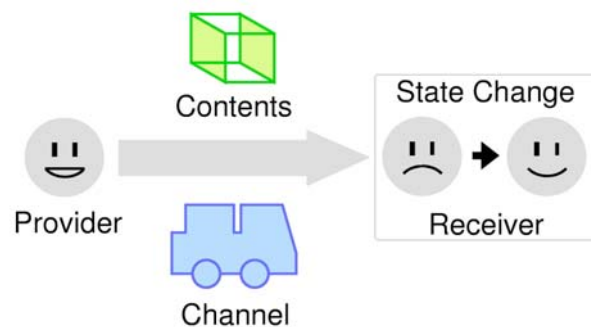 Contents
State Change
Provider
Receiver
Channel